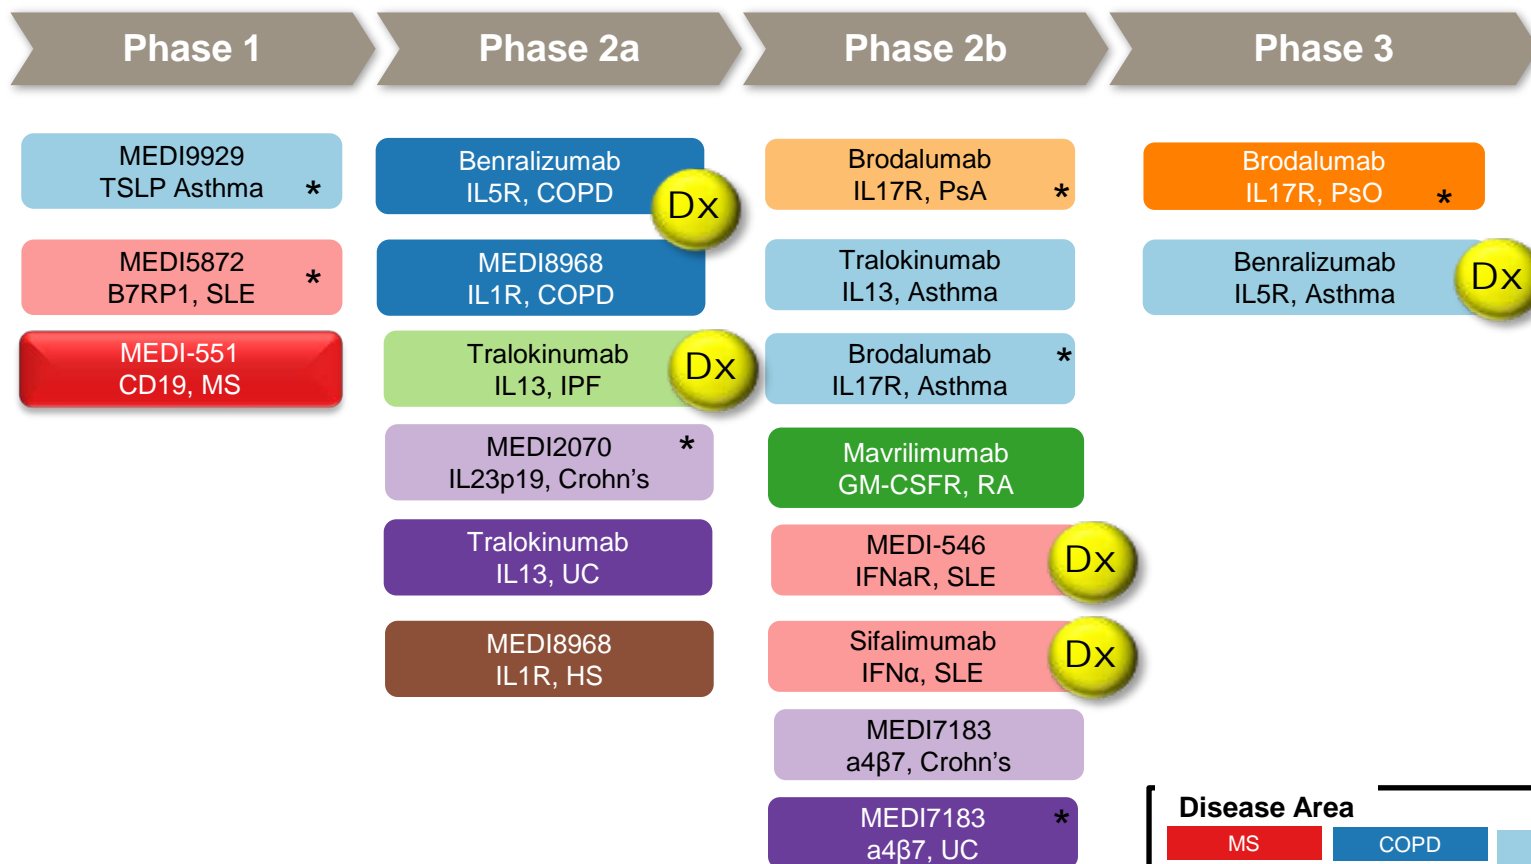 Phase 1
Phase 2a
Phase 2b
Phase 3
MEDI9929
TSLP Asthma *
MEDI5872
B7RP1, SLE *
MEDI-551
CD19, MS
Benralizumab
IL5R, COPD
Dx
MEDI8968
IL1R, COPD
Tralokinumab
IL13, IPF
Dx
MEDI2070 *
IL23p19, Crohn’s
Tralokinumab
IL13, UC
MEDI8968
IL1R, HS
Brodalumab
IL17R, PsA *
Tralokinumab
IL13, Asthma
Brodalumab *
IL17R, Asthma
Mavrilimumab
GM-CSFR, RA
MEDI-546
IFNaR, SLE
Dx
Sifalimumab
IFNα, SLE
Dx
MEDI7183
a4β7, Crohn’s
MEDI7183 *
a4β7, UC
Brodalumab
IL17R, PsO *
Benralizumab
IL5R, Asthma
Dx
Disease Area
MS
COPD